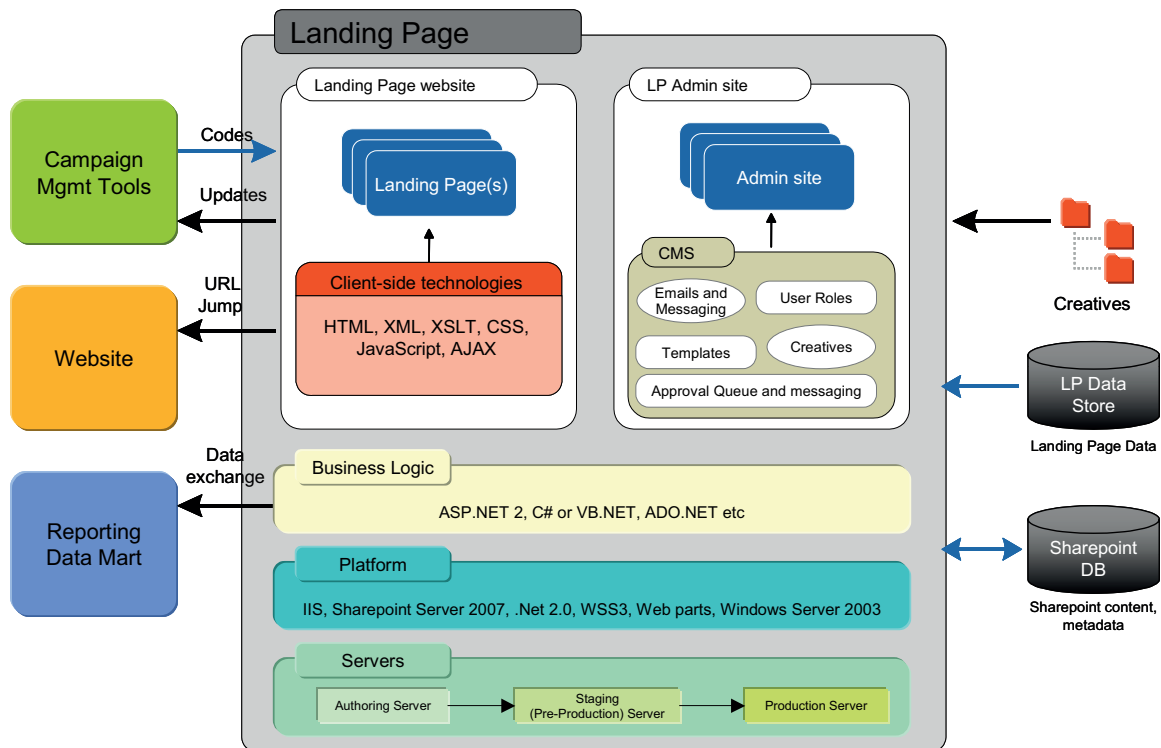 Landing Page
Landing Page website
LP Admin site
Codes
Campaign
Mgmt Tools
Updates
Landing Page(s)
Admin site
CMS
Client-side technologies
HTML, XML, XSLT, CSS,
JavaScript, AJAX
Emails and
Messaging
User Roles
Templates
Creatives
Approval Queue and messaging
URL
Jump
Website
Creatives
LP Data
Store
Landing Page Data
Data
exchange
Business Logic
ASP.NET 2, C# or VB.NET, ADO.NET etc
Reporting
Data Mart
Sharepoint
DB
Sharepoint content,
metadata
Platform
IIS, Sharepoint Server 2007, .Net 2.0, WSS3, Web parts, Windows Server 2003
Servers
Authoring Server
Staging
(Pre-Production) Server
Production Server